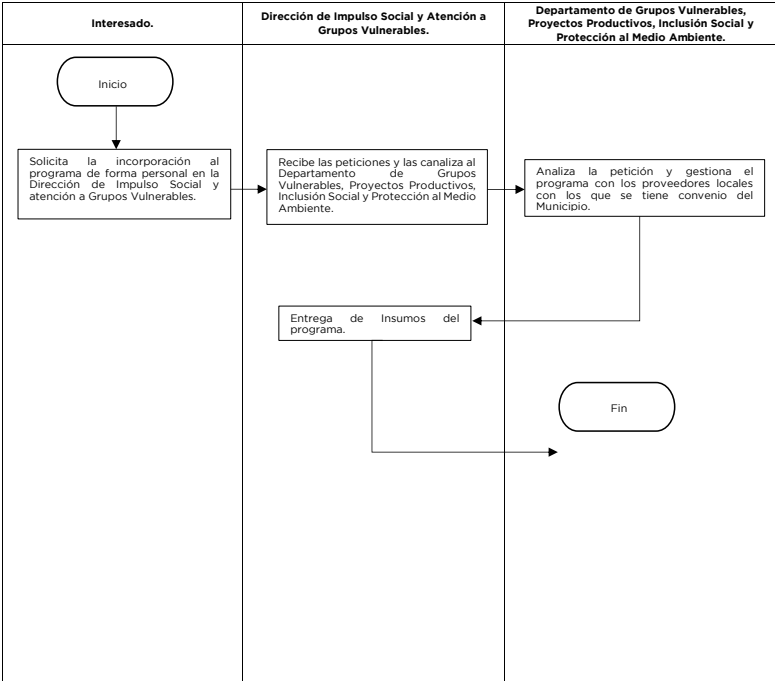 Interesado.
Dirección de Impulso Social y Atención a
Grupos Vulnerables.
Departamento de Grupos Vulnerables,
Proyectos Productivos, Inclusión Social y
Protección al Medio Ambiente.
Inicio
Solicita la incorporación al
programa de forma personal en la
Dirección de Impulso Social y
atención a Grupos Vulnerables.
Recibe las peticiones y las canaliza al
Departamento de Grupos
Vulnerables, Proyectos Productivos,
Inclusión Social y Protección al Medio
Ambiente.
Analiza la petición y gestiona el
programa con los proveedores locales
con los que se tiene convenio del
Municipio.
Entrega de Insumos del
programa.
Fin